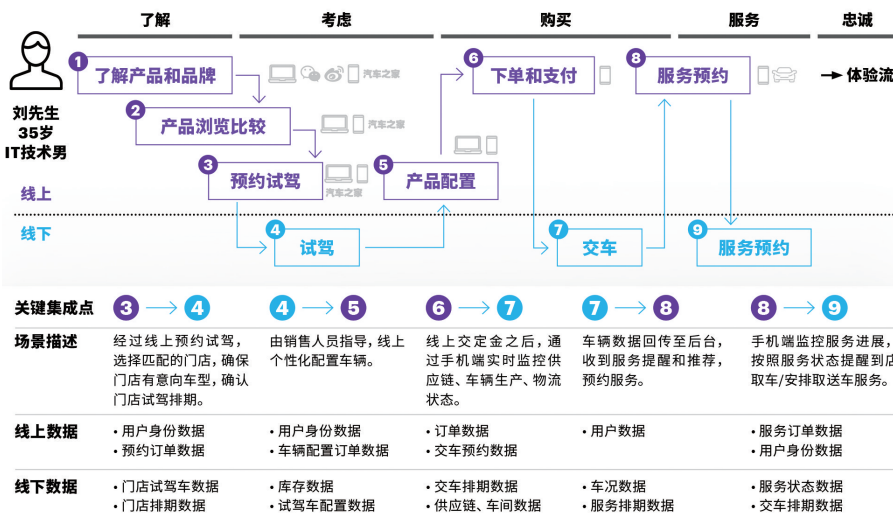 了解 考虑 购买 服务 忠诚
1 了解产品和品牌 汽车之家
6 下单和支付
8 服务预约
体验流
刘先生
35岁
IT技术男
2 产品浏览比较 汽车之家
3 预约试驾 汽车之家
5 产品配置
线上
线下
4 试驾
7 交车
9 服务预约
关键集成点 3 → 4 4 → 5 6 → 7 7 → 8 8 → 9
场景描述
经过线上预约试驾，
选择匹配的门店，确保
门店有意向车型，确认
门店试驾排期。
由销售人员指导，线上
个性化配置车辆。
线上交定金之后，通
过手机端实时监控供
应链、车辆生产、物流
状态。
车辆数据回传至后台，
收到服务提醒和推荐，
预约服务。
手机端监控服务进展，
按照服务状态提醒到店
取车/安排取送车服务。
线上数据
• 用户身份数据
• 预约订单数据
• 用户身份数据
• 车辆配置订单数据
• 订单数据
• 交车预约数据
• 用户数据
• 服务订单数据
• 用户身份数据
线下数据
• 门店试驾车数据
• 门店排期数据
• 库存数据
• 试驾车配置数据
• 交车排期数据
• 供应链、车间数据
• 车况数据
• 服务排期数据
• 服务状态数据
• 交车排期数据